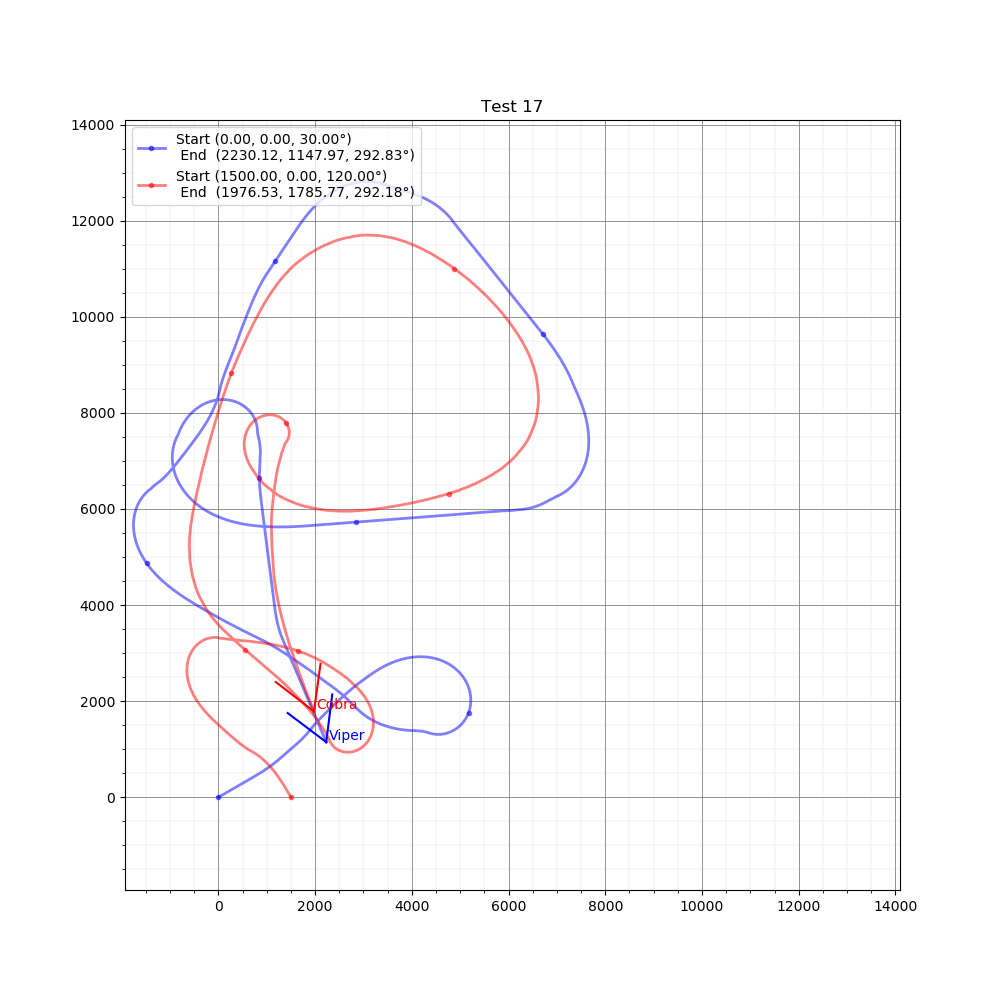 Test 17
Start (0.00, 0.00, 30.00°)
End (2230.12, 1147.97, 292.83°)
Start (1500.00, 0.00, 120.00°)
End (1976.53, 1785.77, 292.18°)
14000
12000
10000
8000
6000
4000
2000
0
Cobra
Viper
0 2000 4000 6000 8000 10000 12000 14000